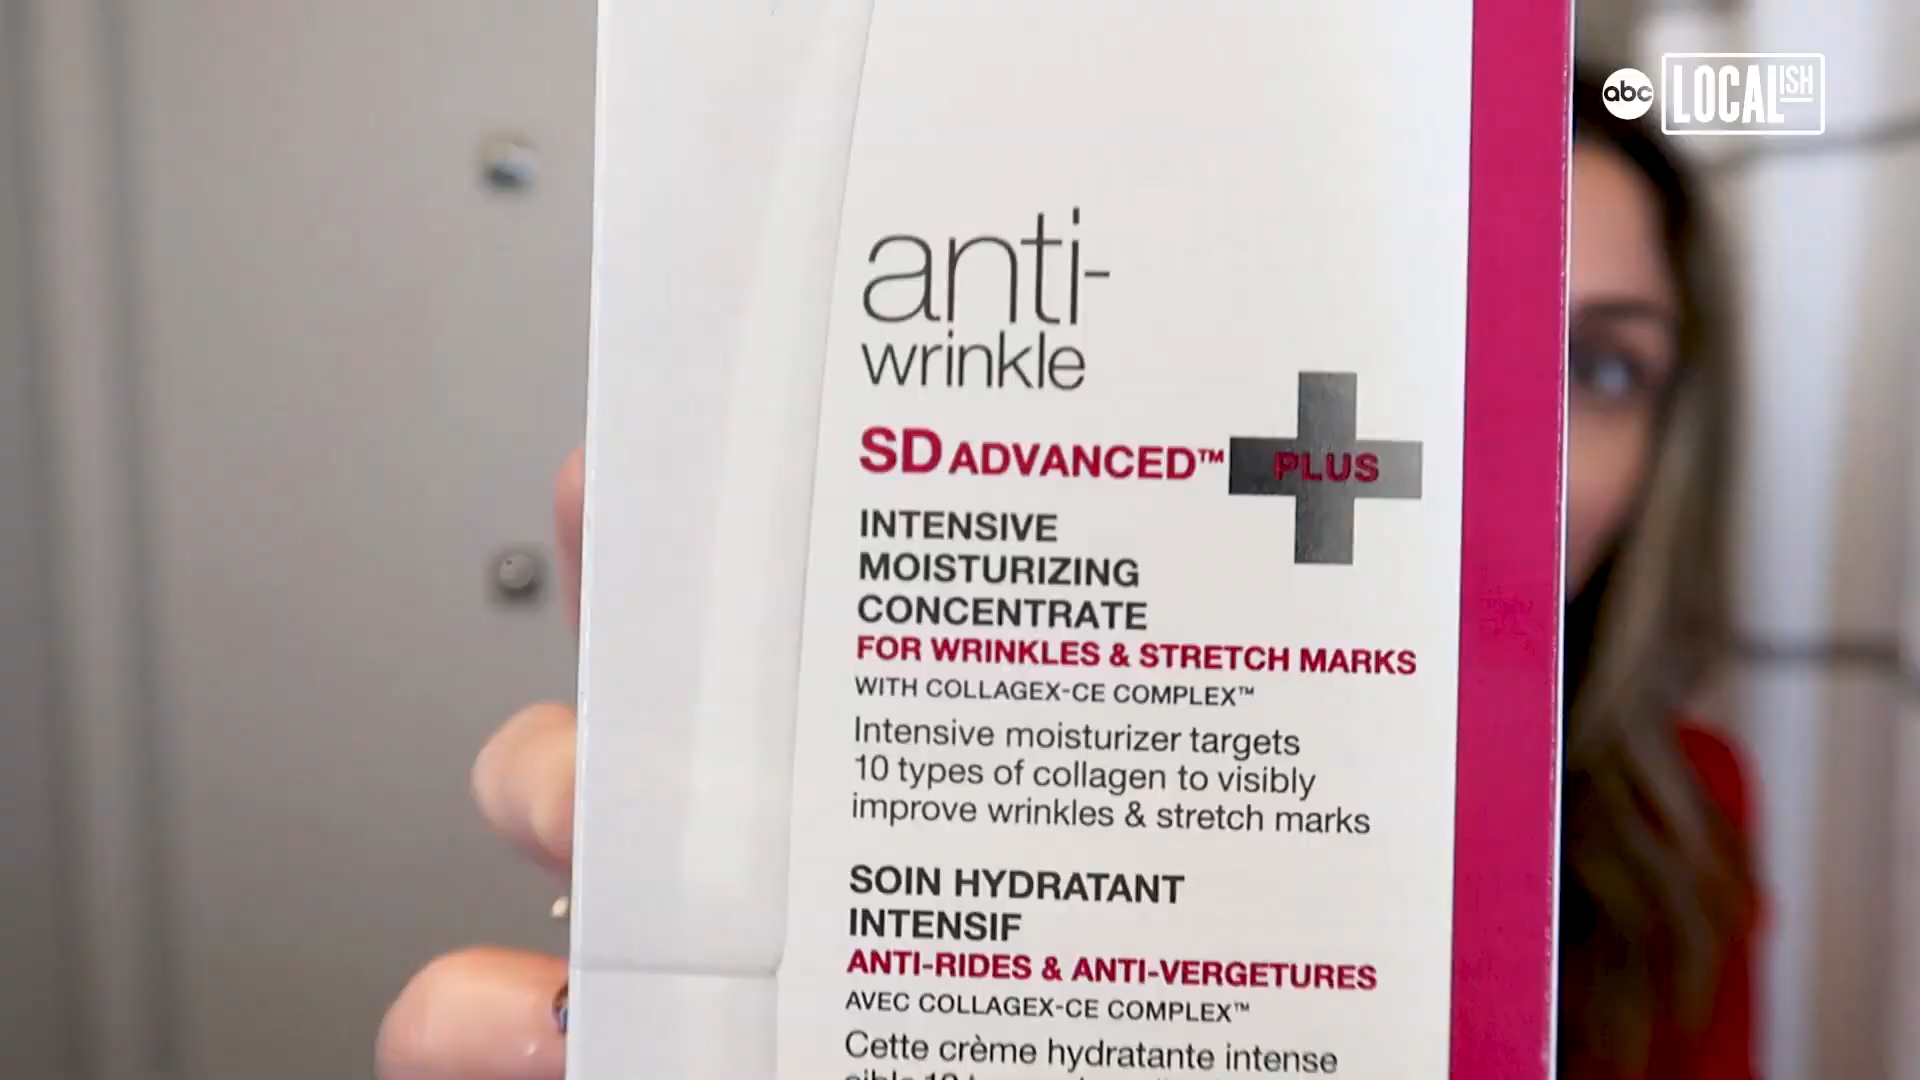 abc LOCALISH
anti-
wrinkle
SD ADVANCED™ PLUS
INTENSIVE
MOISTURIZING
CONCENTRATE
FOR WRINKLES & STRETCH MARKS
WITH COLLAGEX-CE COMPLEX™
Intensive moisturizer targets
10 types of collagen to visibly
improve wrinkles & stretch marks
SOIN HYDRATANT
INTENSIF
ANTI-RIDES & ANTI-VERGETURES
AVEC COLLAGEX-CE COMPLEX™
Cette crème hydratante intense